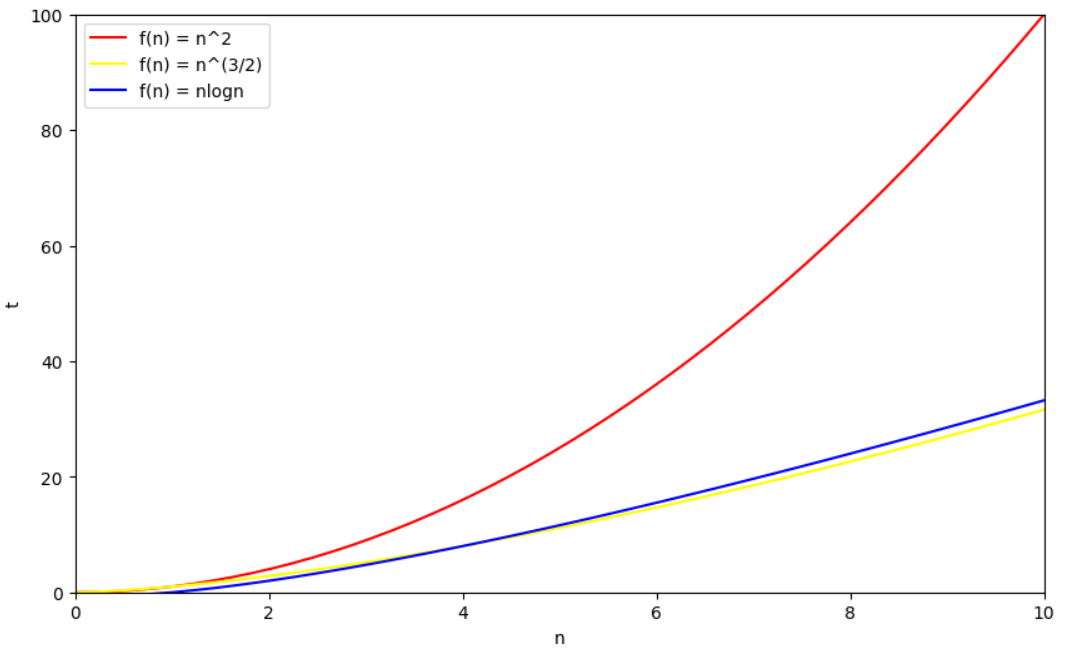 100
80
60
40
20
0
t
f(n) = n^2
f(n) = n^(3/2)
f(n) = nlogn
0 2 4 6 8 10
n